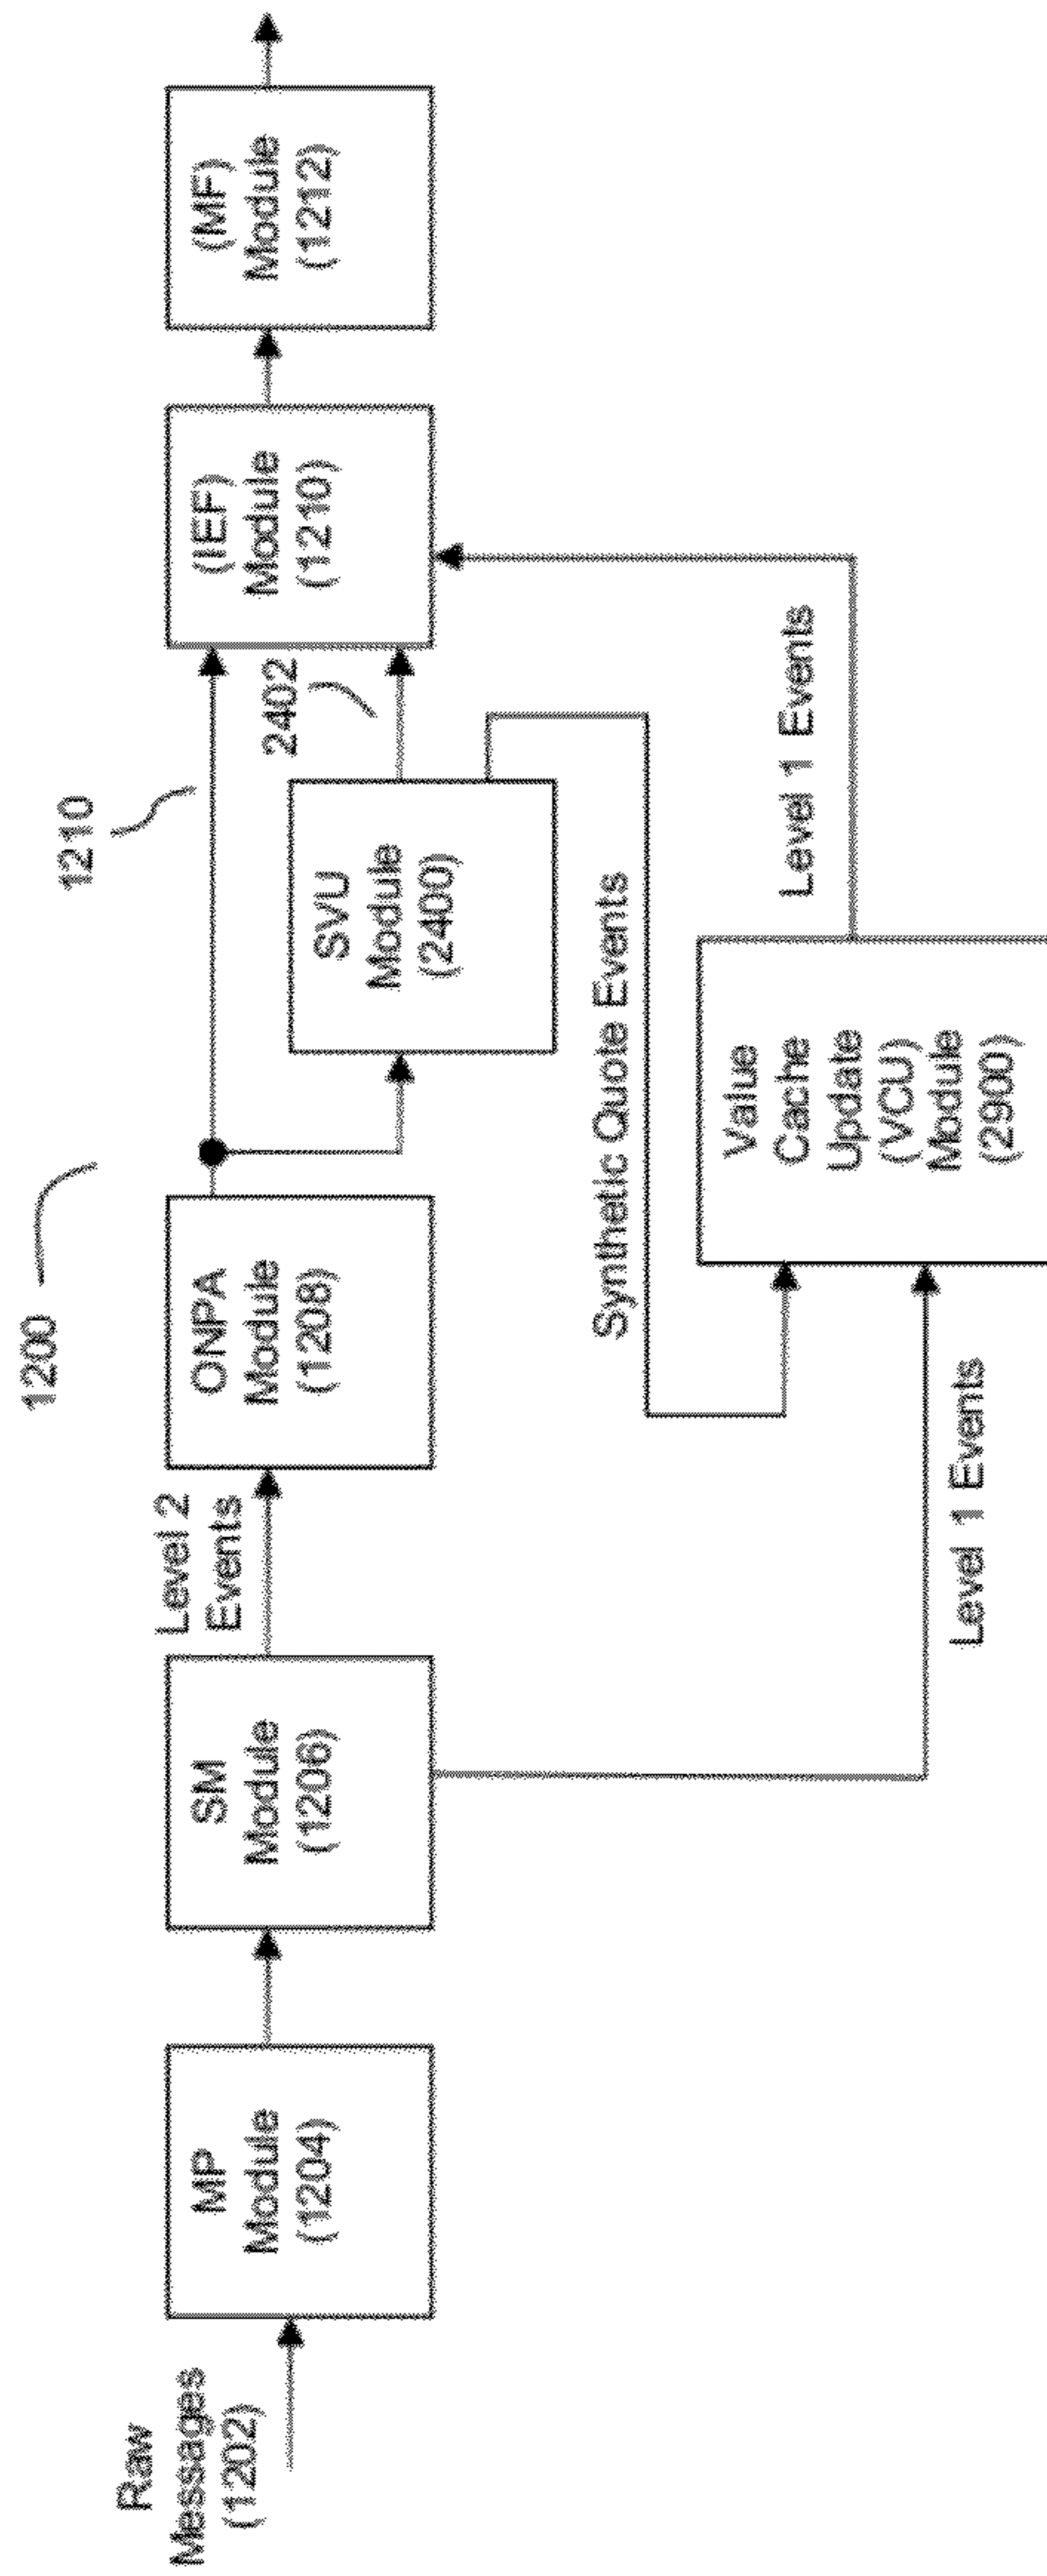 1200
Raw
Messages
(1202)
MP
Module
(1204)
SM
Module
(1206)
Level 2
Events
ONPA
Module
(1208)
1210
SVU
Module
(2400)
2402
(IEF)
Module
(1210)
(MF)
Module
(1212)
Synthetic Quote Events
Level 1 Events
Value
Cache
Update
(VCU)
Module
(2900)
Level 1 Events